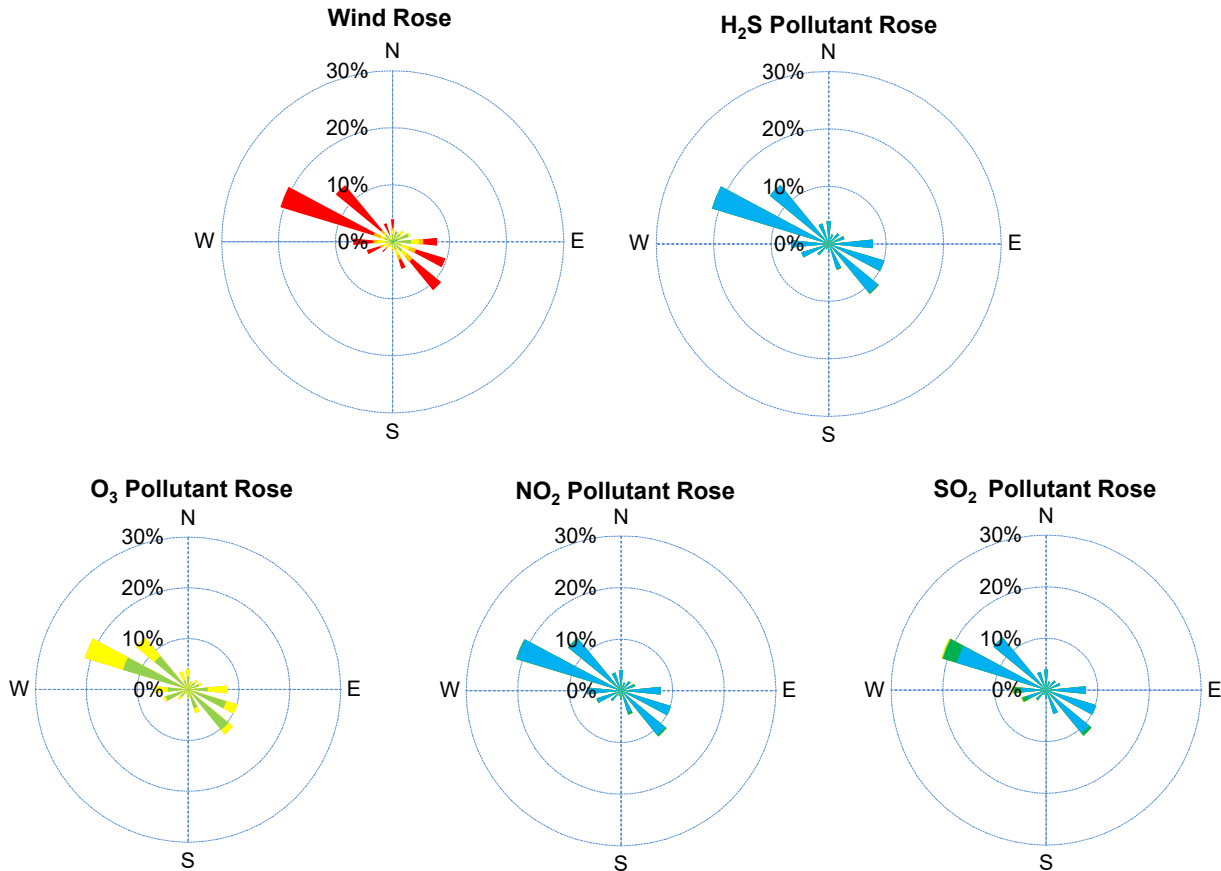 Wind Rose
N
30%
20%
10%
0%
W
E
S
H₂S Pollutant Rose
N
30%
20%
10%
0%
W
E
S
O₃ Pollutant Rose
N
30%
20%
10%
0%
W
E
S
NO₂ Pollutant Rose
N
30%
20%
10%
0%
W
E
S
SO₂ Pollutant Rose
N
30%
20%
10%
0%
W
E
S